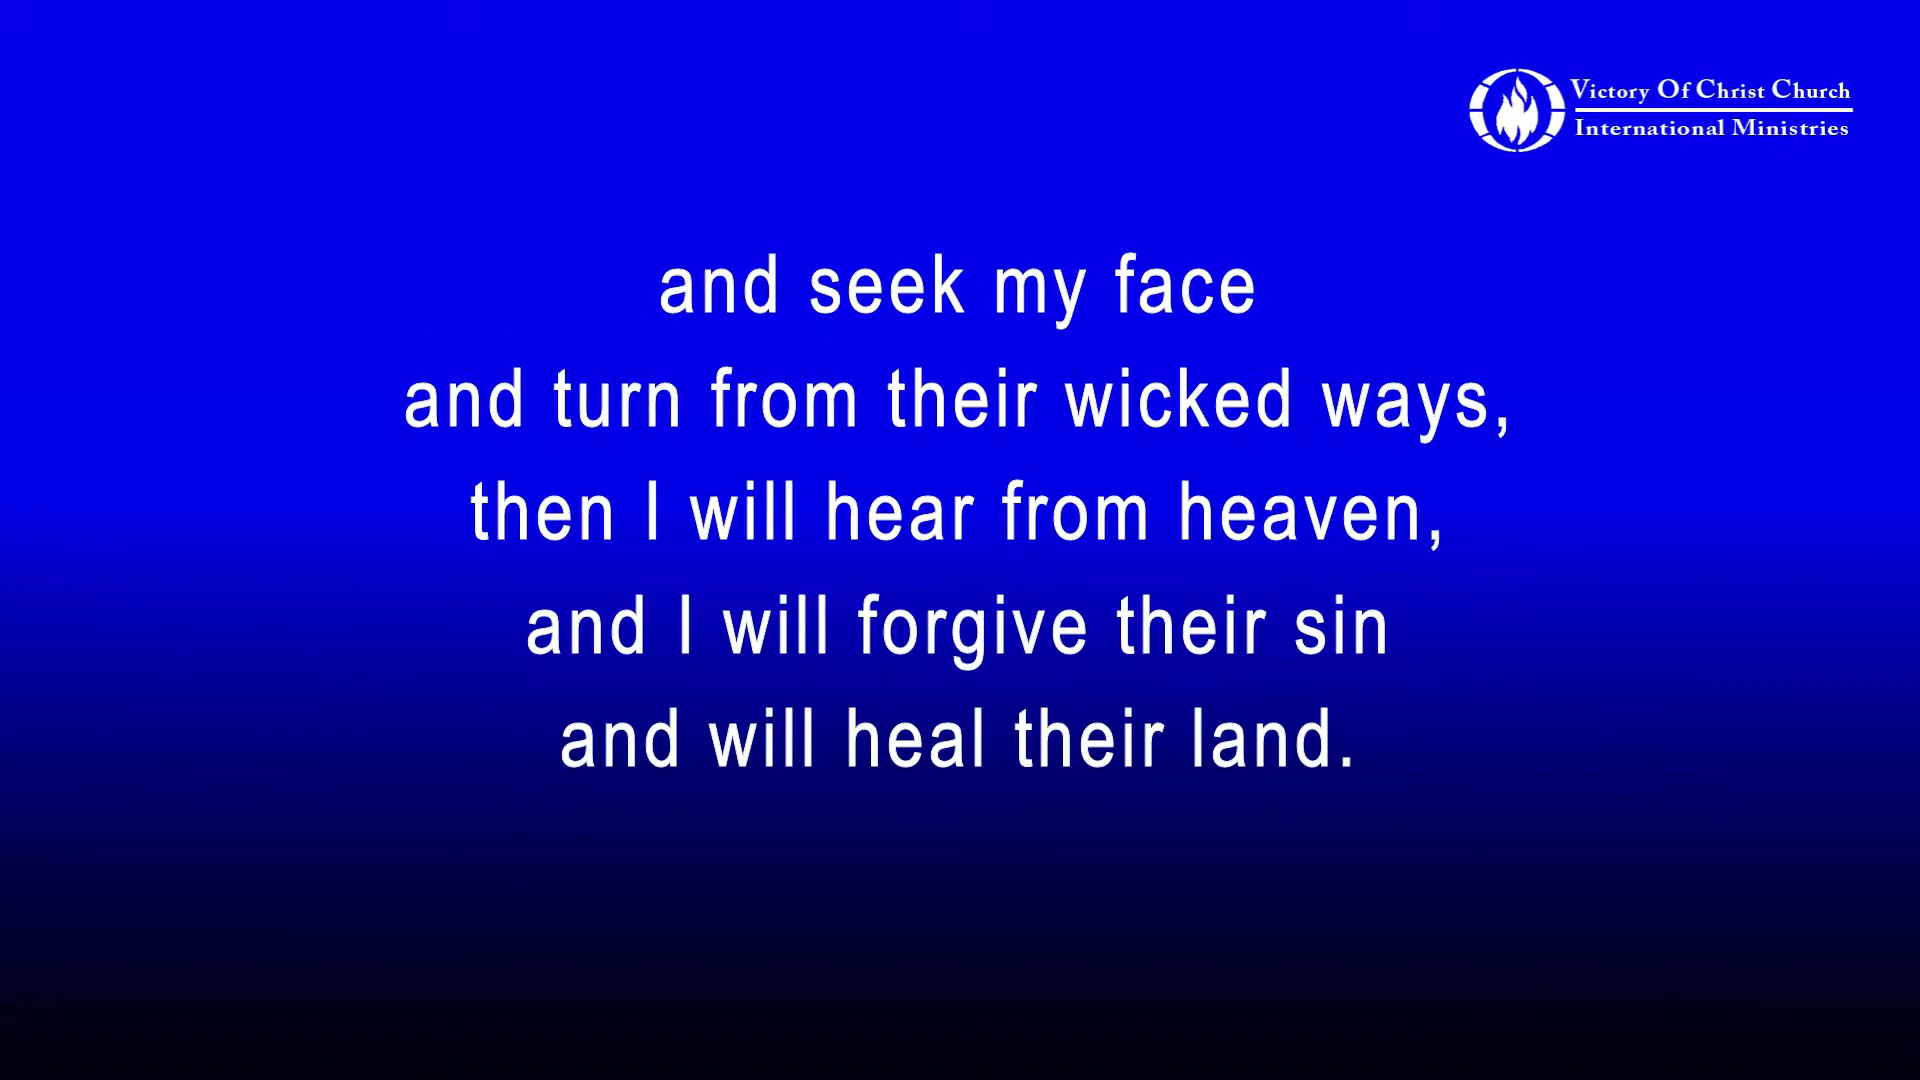 Victory Of Christ Church
International Ministries
and seek my face
and turn from their wicked ways,
then I will hear from heaven,
and I will forgive their sin
and will heal their land.